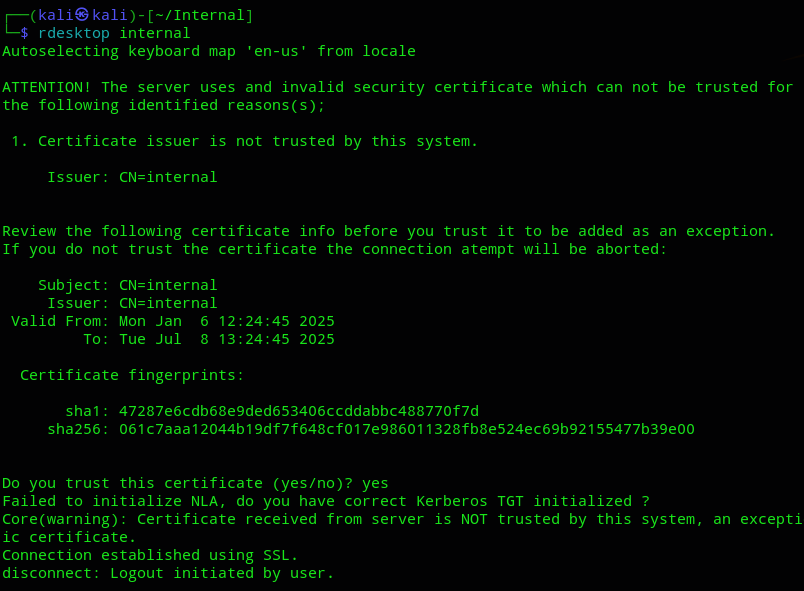 ┌──(kali㉿kali)-[~/Internal]
└─$ rdesktop internal
Autoselecting keyboard map 'en-us' from locale
ATTENTION! The server uses and invalid security certificate which can not be trusted for
the following identified reasons(s);
1. Certificate issuer is not trusted by this system.
Issuer: CN=internal
Review the following certificate info before you trust it to be added as an exception.
If you do not trust the certificate the connection atempt will be aborted:
Subject: CN=internal
Issuer: CN=internal
Valid From: Mon Jan  6 12:24:45 2025
To: Tue Jul  8 13:24:45 2025
Certificate fingerprints:
sha1: 47287e6cdb68e9ded653406ccddabbc488770f7d
sha256: 061c7aaa12044b19df7f648cf017e986011328fb8e524ec69b92155477b39e00
Do you trust this certificate (yes/no)? yes
Failed to initialize NLA, do you have correct Kerberos TGT initialized ?
Core(warning): Certificate received from server is NOT trusted by this system, an excepti
ic certificate.
Connection established using SSL.
disconnect: Logout initiated by user.